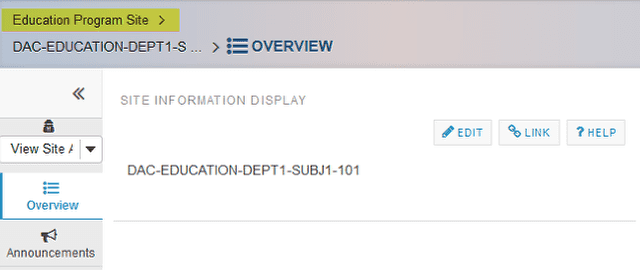 Education Program Site >
DAC-EDUCATION-DEPT1-S ... > OVERVIEW
«
SITE INFORMATION DISPLAY
EDIT LINK ? HELP
View Site A
DAC-EDUCATION-DEPT1-SUBJ1-101
Overview
Announcements